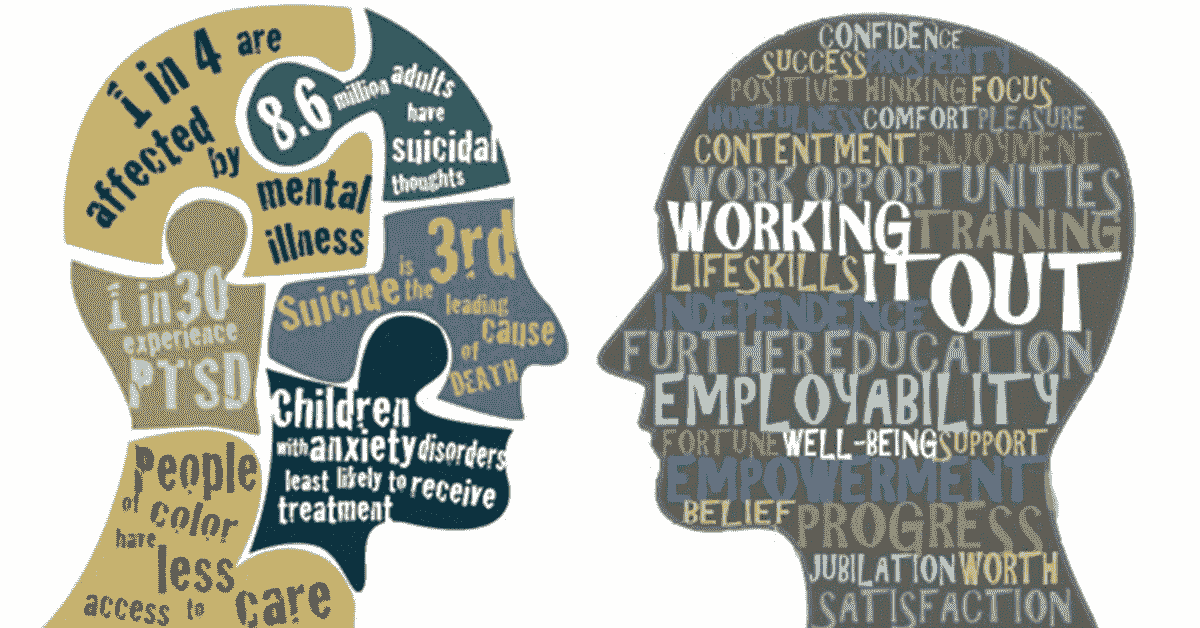 1 in 4 are
affected by
mental
illness
8.6 million adults
have
suicidal
thoughts
1 in 30
experience
PTSD
Suicide is the 3rd
leading
cause
of
DEATH
Children
with anxiety disorders
least likely to receive
treatment
People
of color
have less
access to care
CONFIDENCE
SUCCESS PROSPERITY
POSITIVE THINKING FOCUS
HOPEFULNESS COMFORT PLEASURE
CONTENTMENT ENJOYMENT
WORK OPPORTUNITIES
WORKING TRAINING
LIFESKILLS IT OUT
INDEPENDENCE
FURTHER EDUCATION
EMPLOYABILITY
FORTUNE WELL-BEING SUPPORT
EMPOWERMENT
BELIEF PROGRESS
JUBILATION WORTH
SATISFACTION